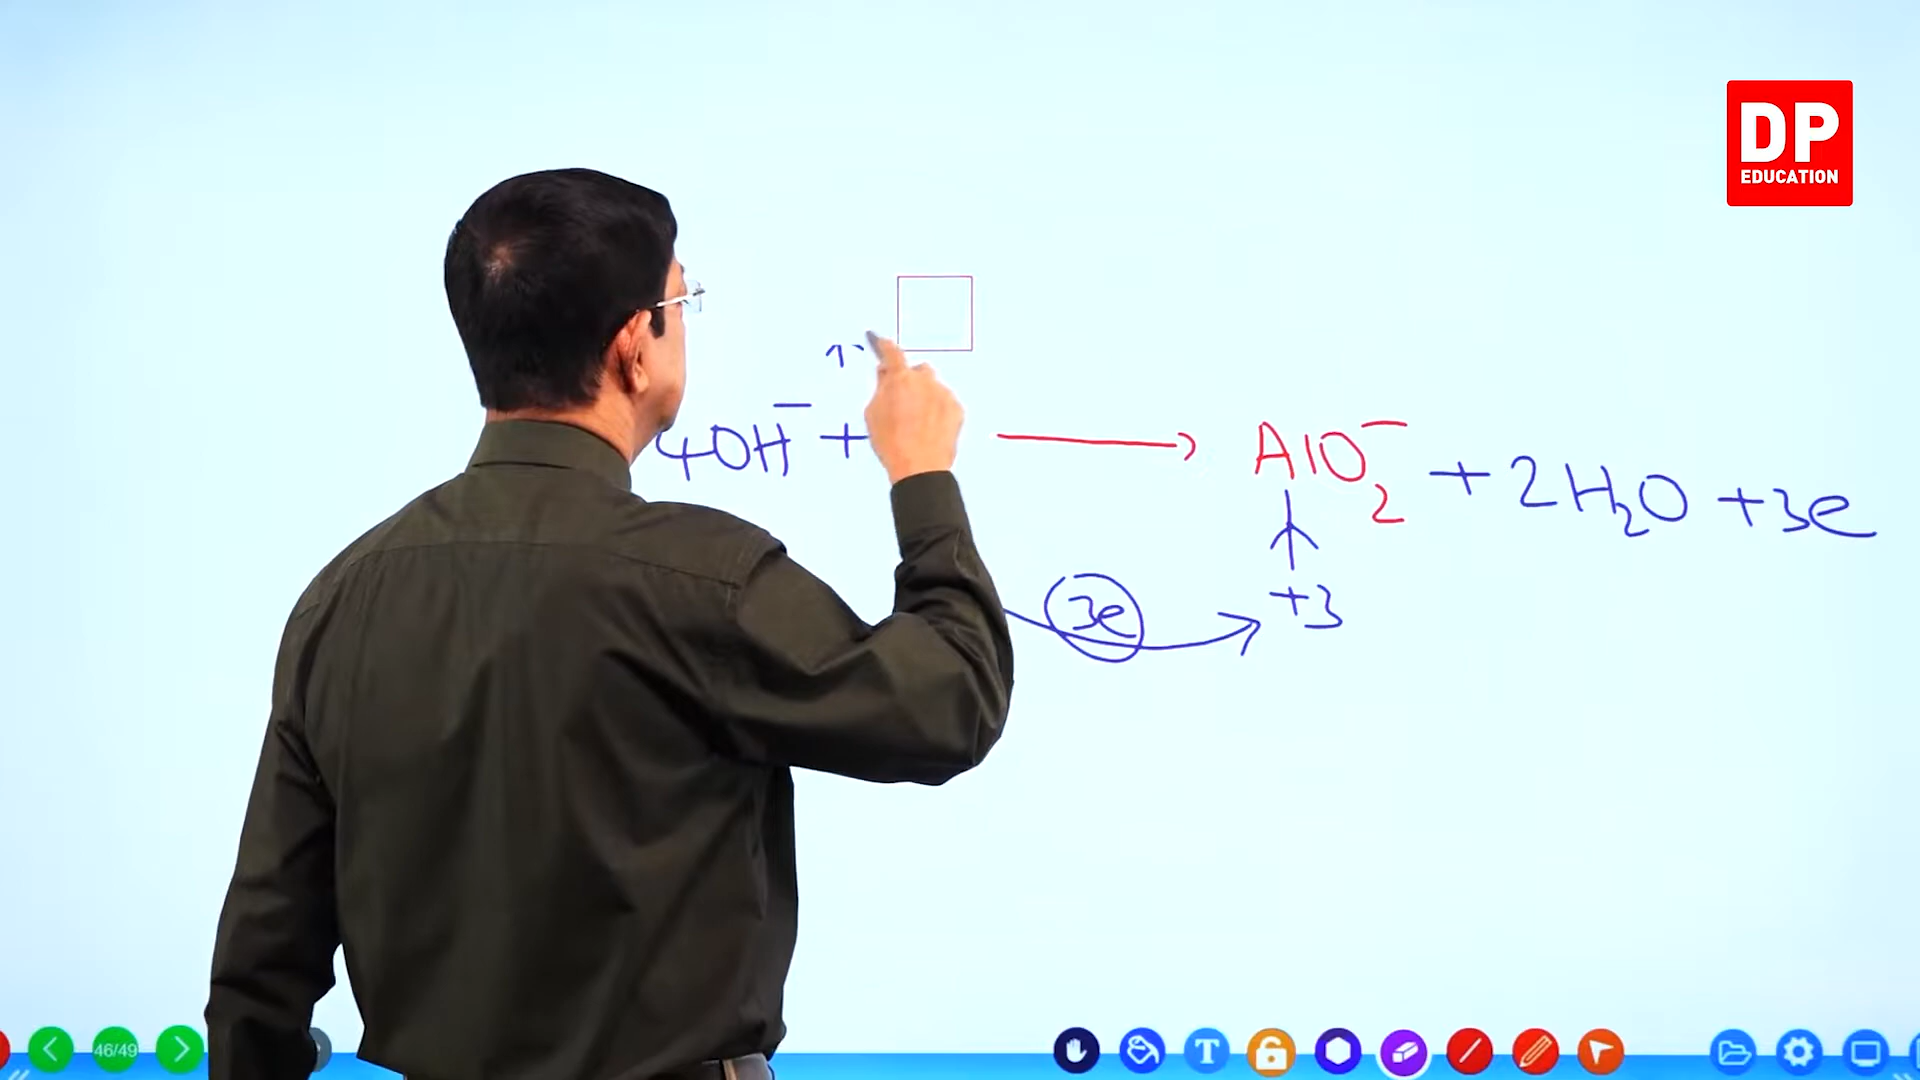 DP
EDUCATION
4OH⁻ + → AlO₂⁻ + 2H₂O + 3e
3e
+3
46/49
T